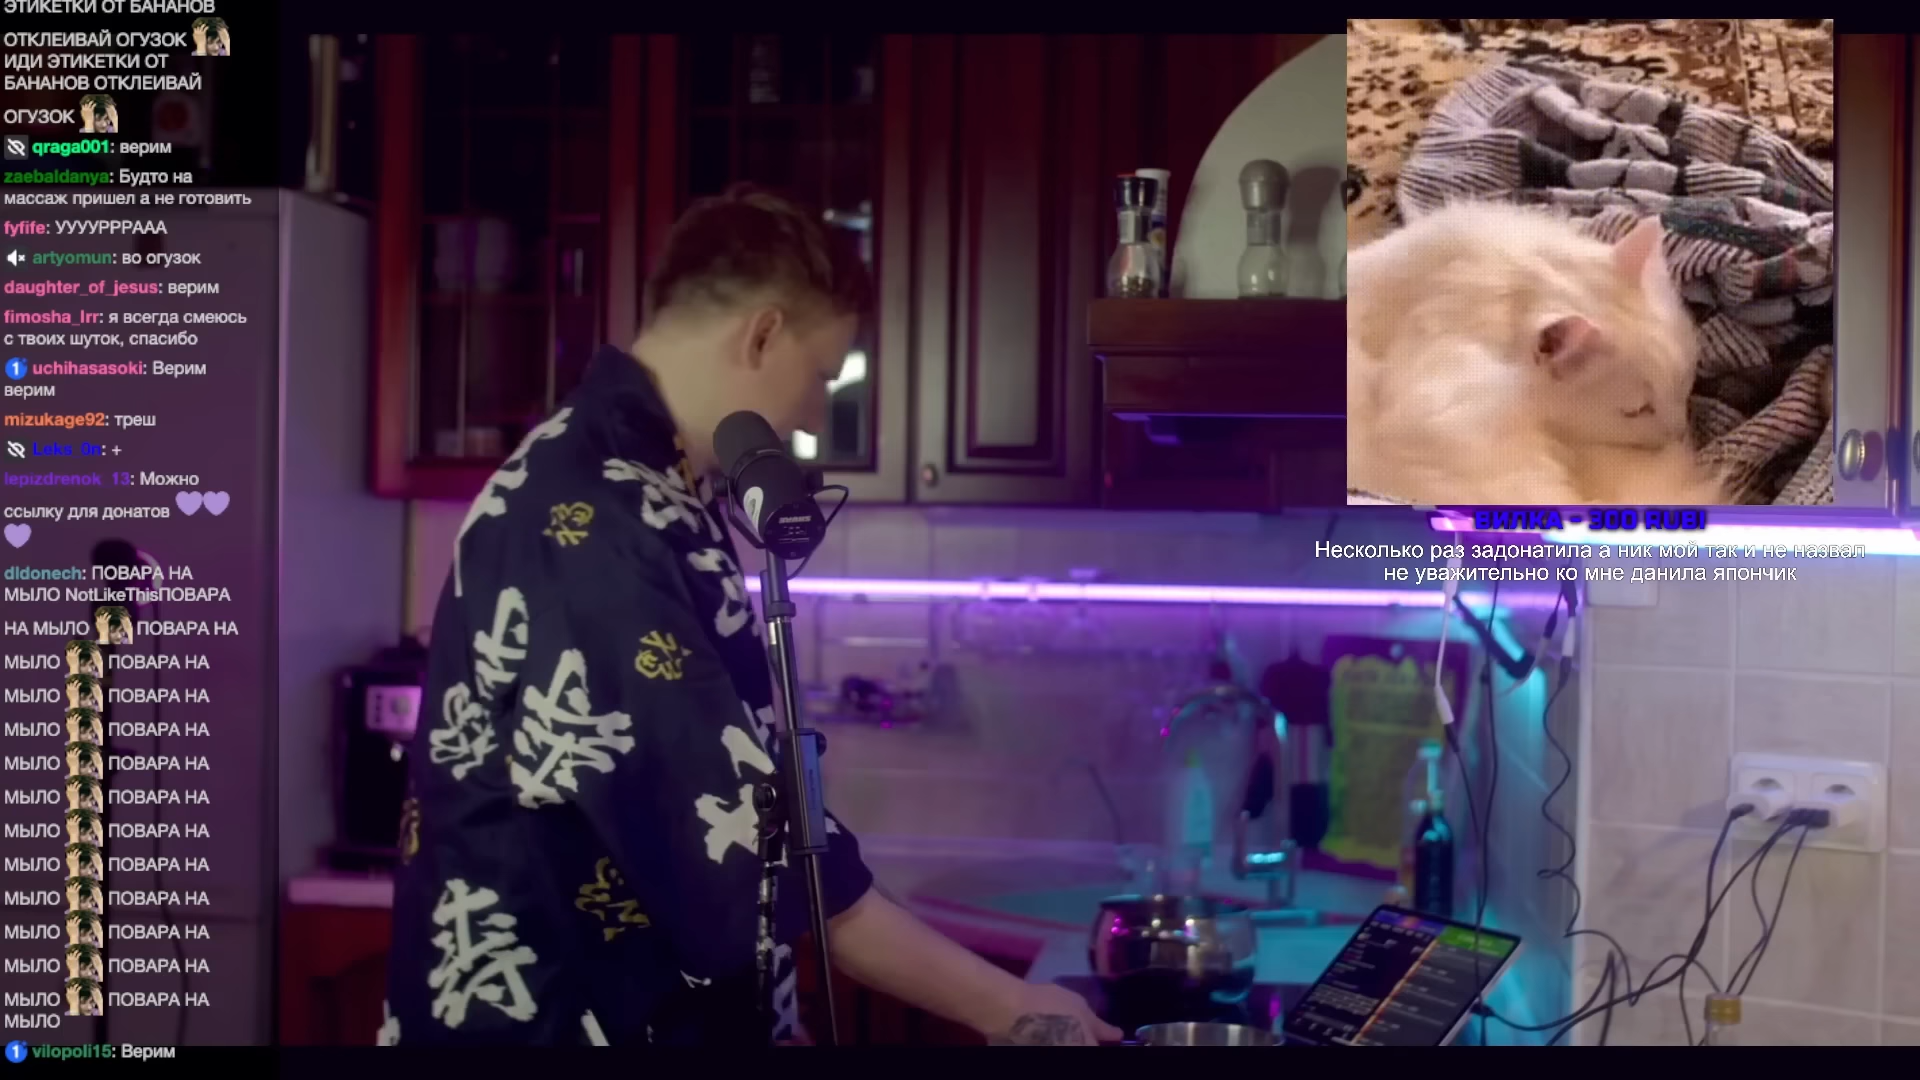 ЭТИКЕТКИ ОТ БАНАНОВ
ОТКЛЕИВАЙ ОГУЗОК
ИДИ ЭТИКЕТКИ ОТ
БАНАНОВ ОТКЛЕИВАЙ
ОГУЗОК
qraga001: верим
zaebaldanya: Будто на
массаж пришел а не готовить
fyfife: УУУУРРРААА
artyomun: во огузок
daughter_of_jesus: верим
fimosha_lrr: я всегда смеюсь
с твоих шуток, спасибо
uchihasasoki: Верим
верим
mizukage92: треш
Leks_0n: +
lepizdrenok_13: Можно
ссылку для донатов
dldonech: ПОВАРА НА
МЫЛО NotLikeThisПОВАРА
НА МЫЛО ПОВАРА НА
МЫЛО ПОВАРА НА
МЫЛО ПОВАРА НА
МЫЛО ПОВАРА НА
МЫЛО ПОВАРА НА
МЫЛО ПОВАРА НА
МЫЛО ПОВАРА НА
МЫЛО ПОВАРА НА
МЫЛО ПОВАРА НА
МЫЛО ПОВАРА НА
МЫЛО ПОВАРА НА
МЫЛО ПОВАРА НА
МЫЛО
vilopoli15: Верим
ВИЛКА - 300 RUB!
Несколько раз задонатила а ник мой так и не назвал
не уважительно ко мне данила япончик